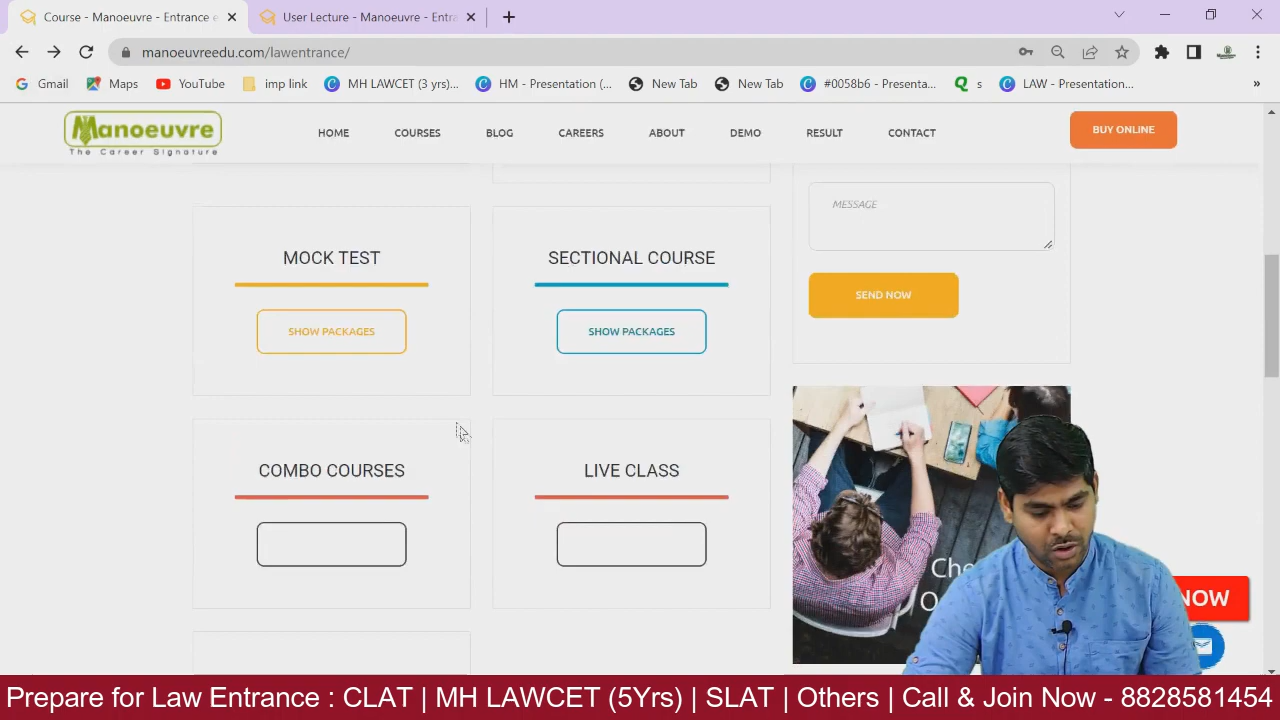 Course - Manoeuvre - Entrance e
User Lecture - Manoeuvre - Entra
manoeuvreedu.com/lawentrance/
Gmail
Maps
YouTube
imp link
MH LAWCET (3 yrs)...
HM - Presentation (...
New Tab
New Tab
#0058b6 - Presenta...
s
LAW - Presentation...
»
Manoeuvre
The Career Signature
HOME
COURSES
BLOG
CAREERS
ABOUT
DEMO
RESULT
CONTACT
BUY ONLINE
MESSAGE
MOCK TEST
SECTIONAL COURSE
SEND NOW
SHOW PACKAGES
SHOW PACKAGES
COMBO COURSES
LIVE CLASS
NOW
Prepare for Law Entrance : CLAT | MH LAWCET (5Yrs) | SLAT | Others | Call & Join Now - 8828581454